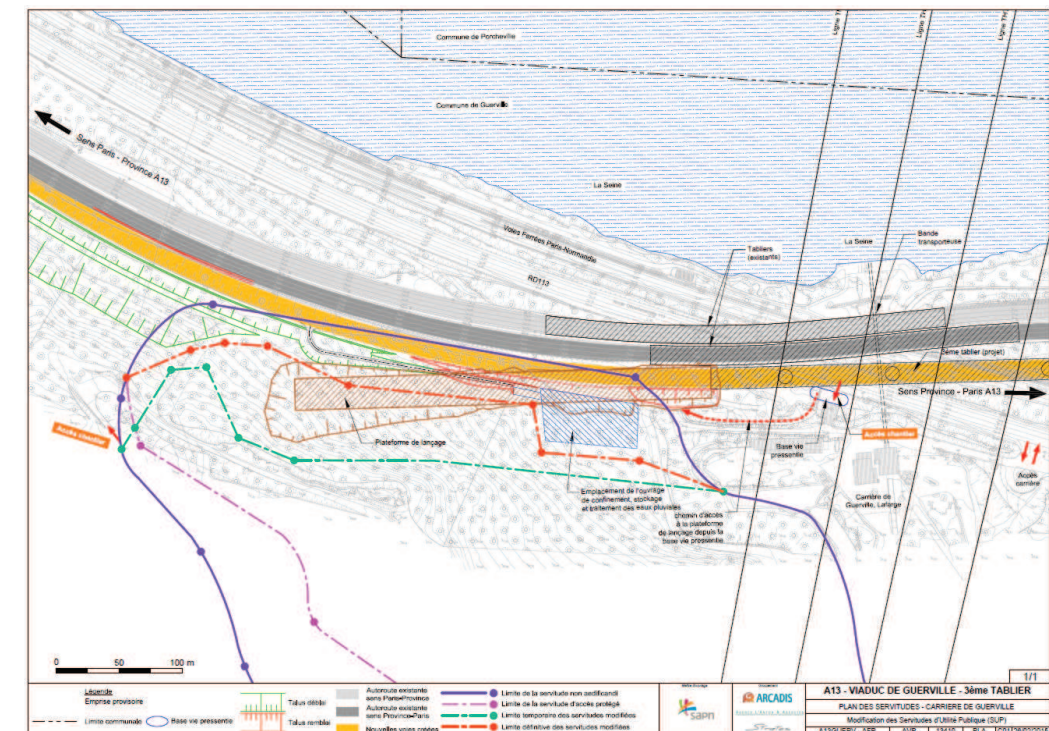 Commune de Porcheville
Commune de Guerville
Sens Paris - Province A13
La Seine
Voies Ferrées Paris-Normandie
RD113
Tabliers
(existants)
La Seine
Bande
transporteuse
3ème tablier (projet)
Sens Province - Paris A13
Accès chantier
Plateforme de lançage
Emplacement de l'ouvrage
de confinement, stockage
et traitement des eaux pluviales
chemin d'accès
à la plateforme
de lançage depuis la
base vie pressentie
Base vie
pressentie
Accès chantier
Carrière de
Guerville, Lafarge
Accès
carrière
0 50 100 m
1/1
Légende
Emprise provisoire
Limite communale
Base vie pressentie
Talus déblai
Talus remblai
Autoroute existante
sens Paris-Province
Autoroute existante
sens Province-Paris
Nouvelles voies créées
Limite de la servitude non aedificandi
Limite de la servitude d'accès protégé
Limite temporaire des servitudes modifiées
Limite définitive des servitudes modifiées
sapn
ARCADIS
A13 - VIADUC DE GUERVILLE - 3ème TABLIER
PLAN DES SERVITUDES - CARRIERE DE GUERVILLE
Modification des Servitudes d'Utilité Publique (SUP)